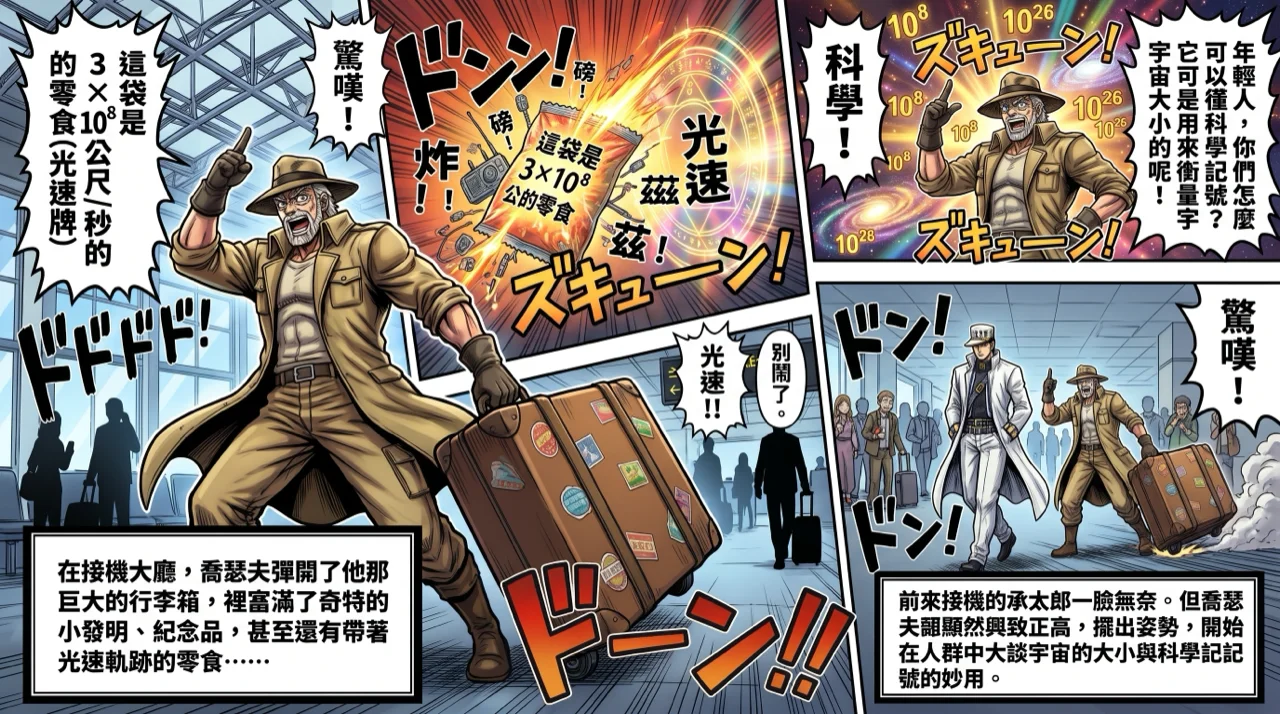 這袋是
3×10⁸公尺/秒的
的零食(光速牌)
驚嘆!
ドドドド!
在接機大廳，喬瑟夫彈開了他那
巨大的行李箱，裡富滿了奇特的
小發明、紀念品，甚至還有帶著
光速軌跡的零食……
ドンン!
磅!
磅!
炸!
這袋是
3×10⁸
公的零食
光速
茲
茲!
ズキューン!
光速!!
別鬧了。
ドーン!!
科學!
10⁸
10²⁶
ズキューン!
10⁸
10⁸
10²⁶
10²⁶
10⁸
10²⁸
ズキューン!
年輕人，你們怎麼
可以僅科學記號?
它可是用來衡量宇
宇宙大小的呢!
ドン!
驚嘆!
ドン!
前來接機的承太郎一臉無奈。但喬瑟
夫顯然興致正高，擺出姿勢，開始
在人群中大談宇宙的大小與科學記記
號的妙用。